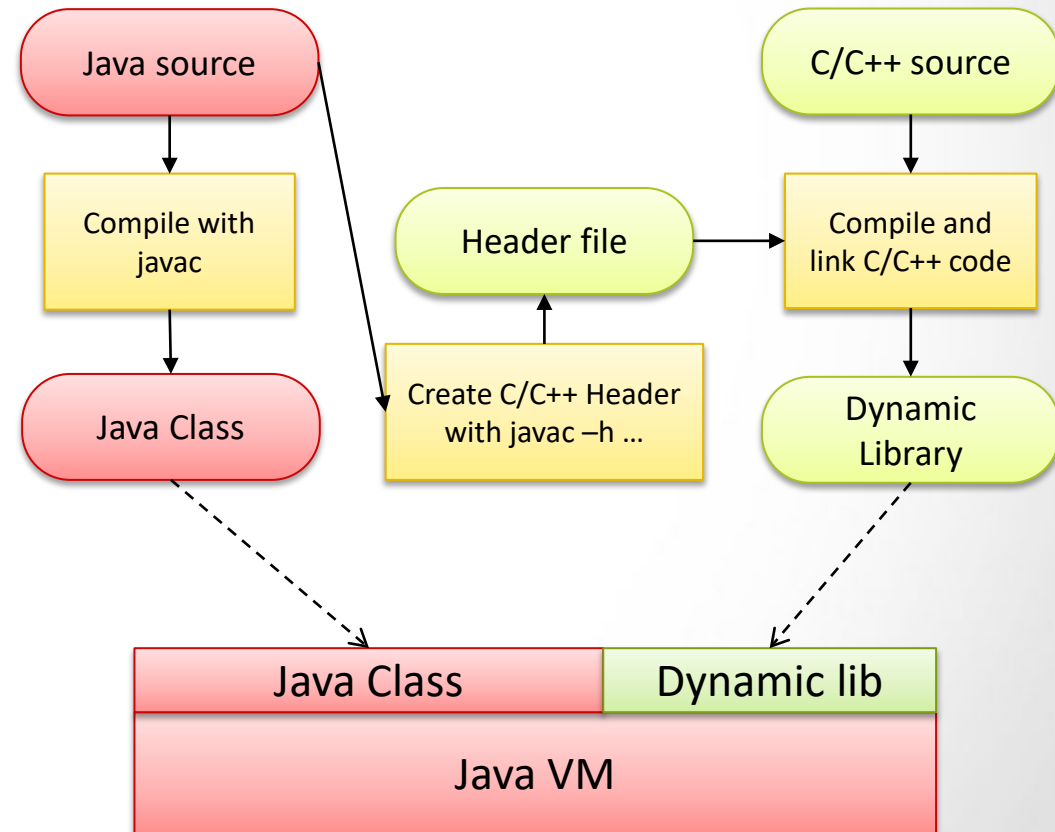 Java source
C/C++ source
Compile with
javac
Header file
Compile and
link C/C++ code
Create C/C++ Header
with javac –h ...
Java Class
Dynamic
Library
Java Class
Dynamic lib
Java VM